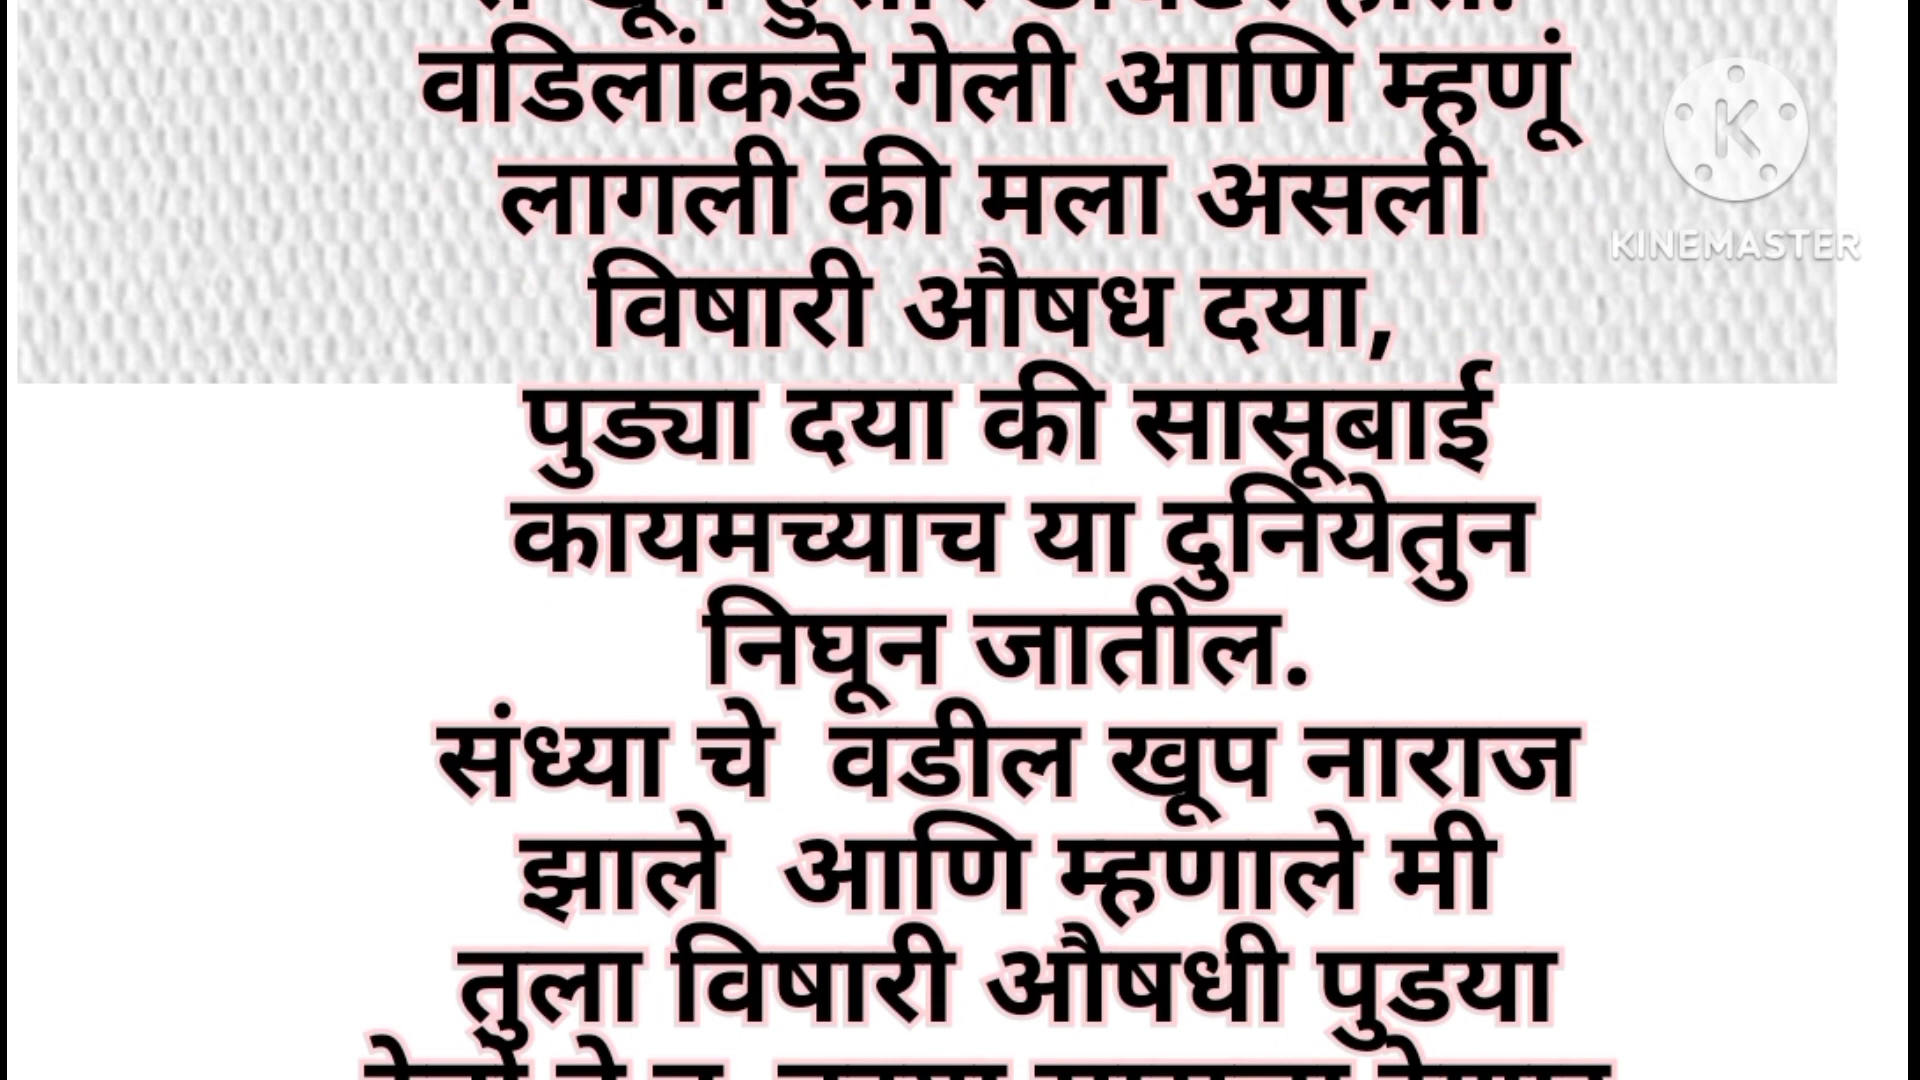 वडिलांकडे गेली आणि म्हणूं
लागली की मला असली
विषारी औषध दया,
पुड्या दया की सासूबाई
कायमच्याच या दुनियेतुन
निघून जातील.
संध्या चे  वडील खूप नाराज
झाले  आणि म्हणाले मी
तुला विषारी औषधी पुडया
K
KINEMASTER